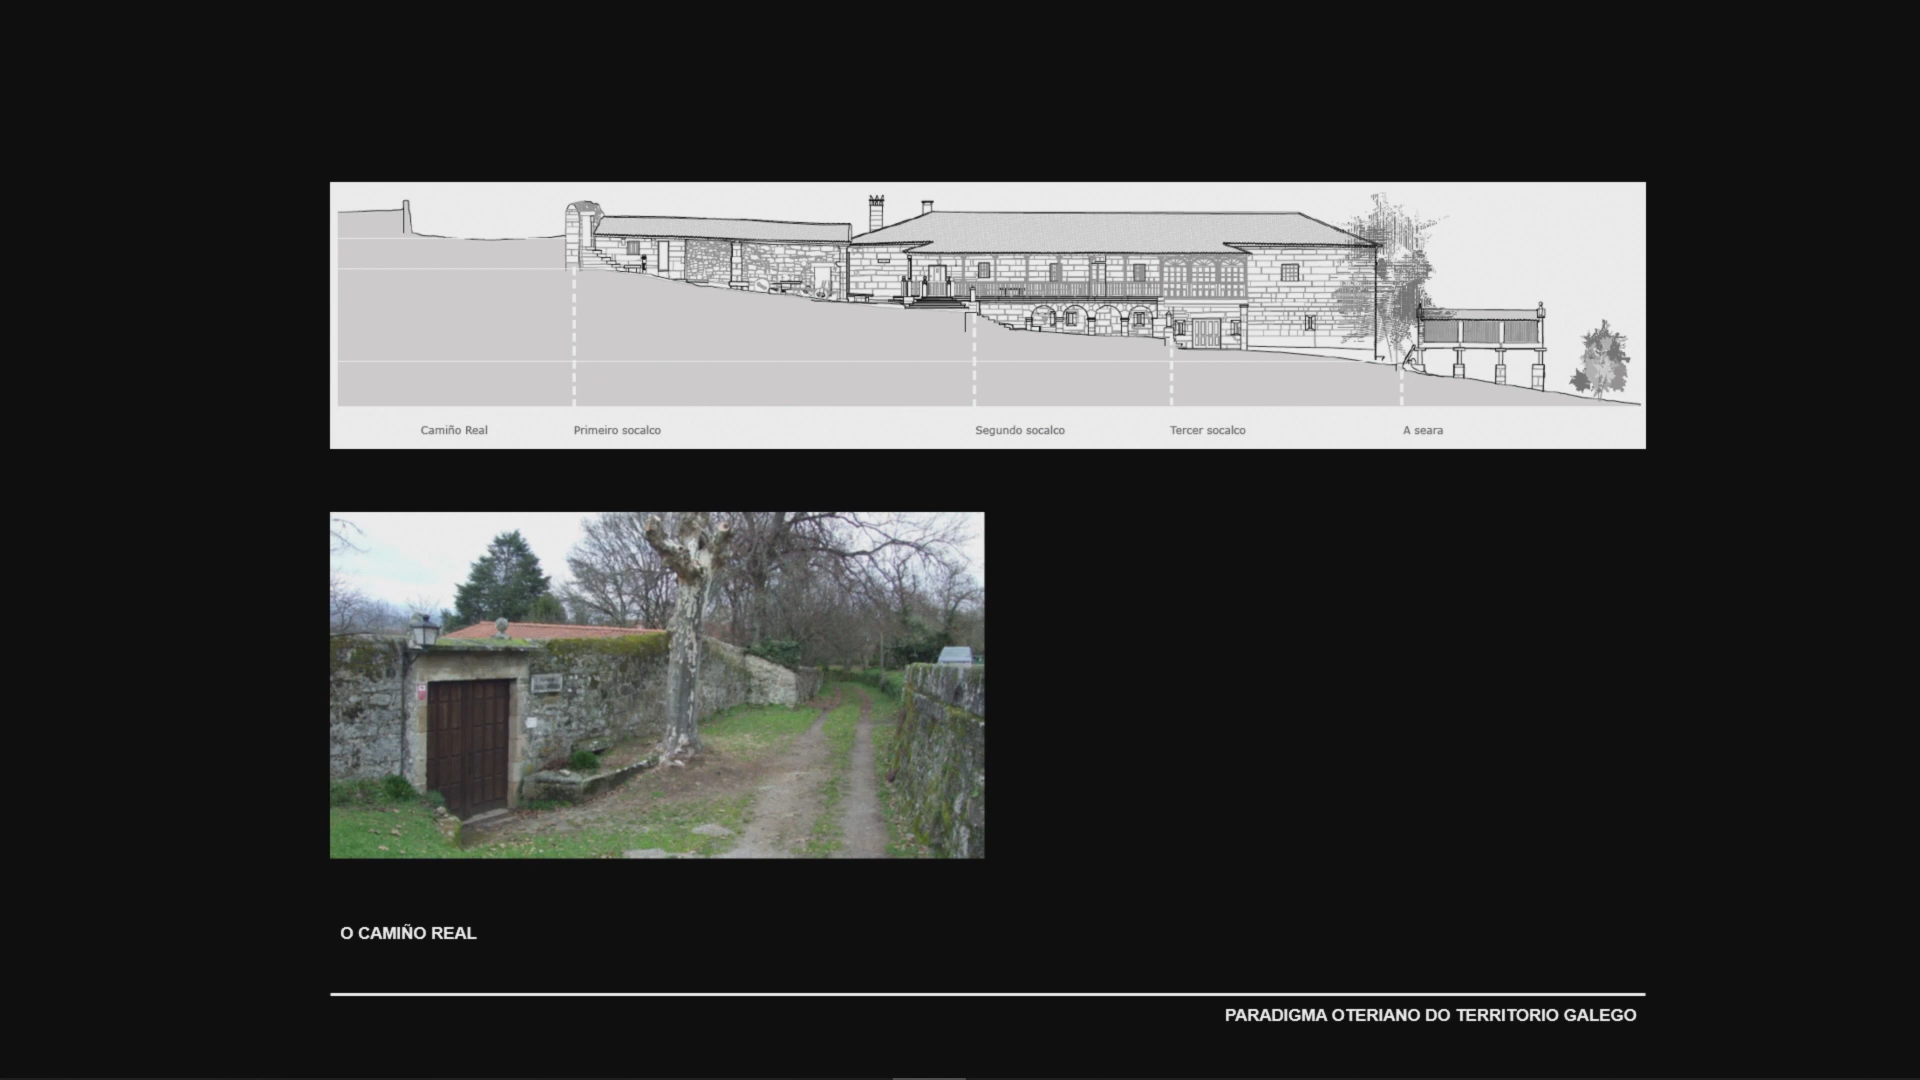 Camiño Real
Primeiro socalco
Segundo socalco
Tercer socalco
A seara
O CAMIÑO REAL
PARADIGMA OTERIANO DO TERRITORIO GALEGO